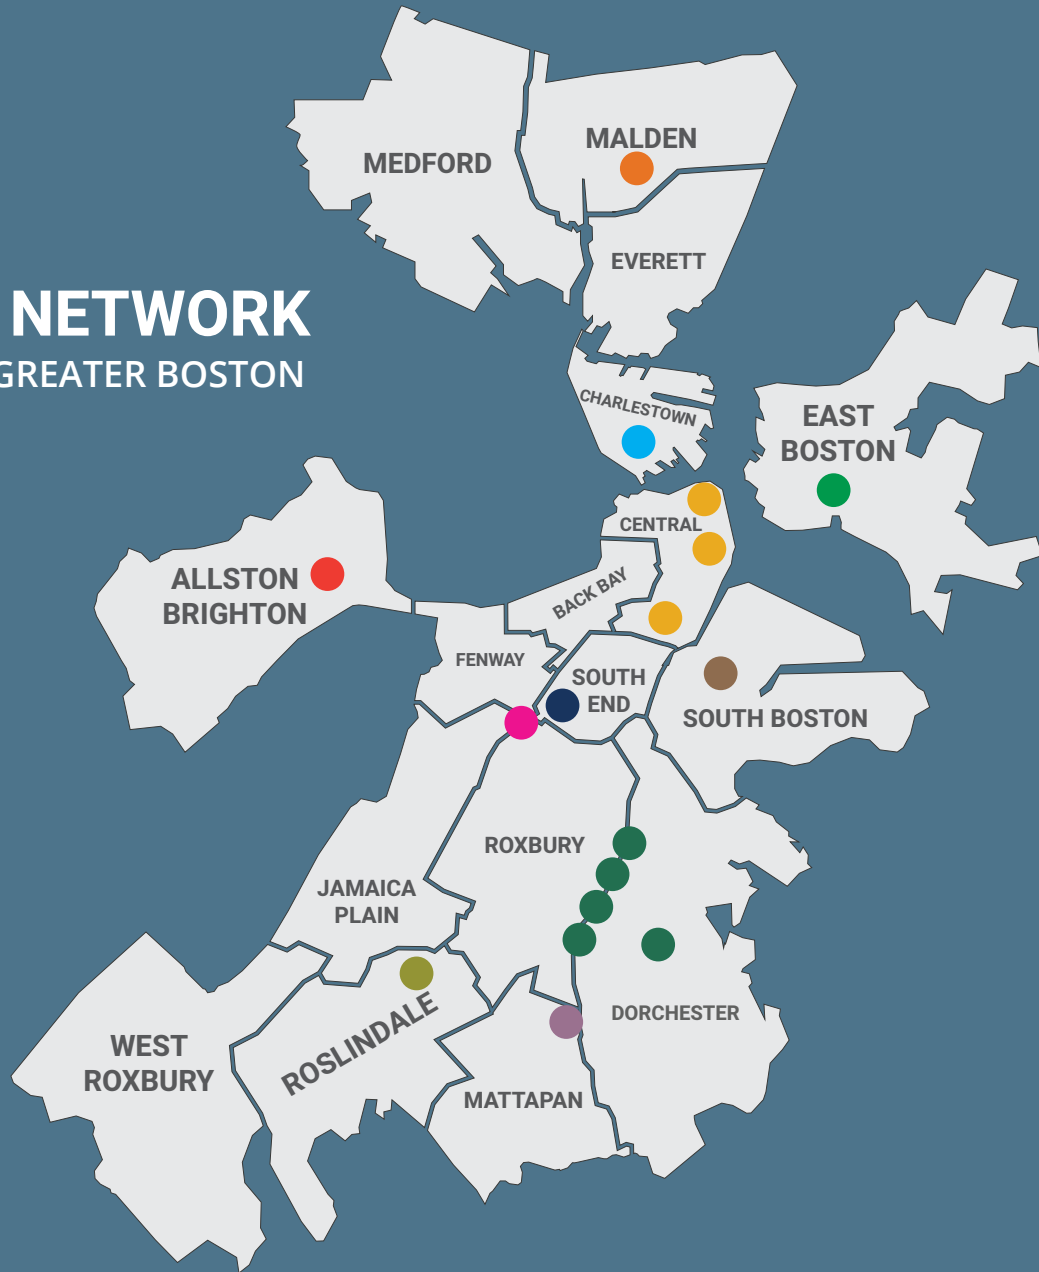 MALDEN
MEDFORD
EVERETT
NETWORK
GREATER BOSTON
CHARLESTOWN
EAST
BOSTON
CENTRAL
ALLSTON
BRIGHTON
BACK BAY
FENWAY
SOUTH
END
SOUTH BOSTON
ROXBURY
JAMAICA
PLAIN
DORCHESTER
ROSLINDALE
WEST
ROXBURY
MATTAPAN